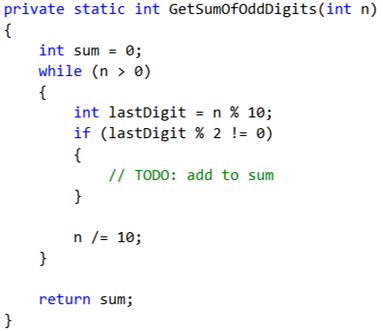 private static int GetSumOfOddDigits(int n)
{
    int sum = 0;
    while (n > 0)
    {
        int lastDigit = n % 10;
        if (lastDigit % 2 != 0)
        {
            // TODO: add to sum
        }

        n /= 10;
    }

    return sum;
}